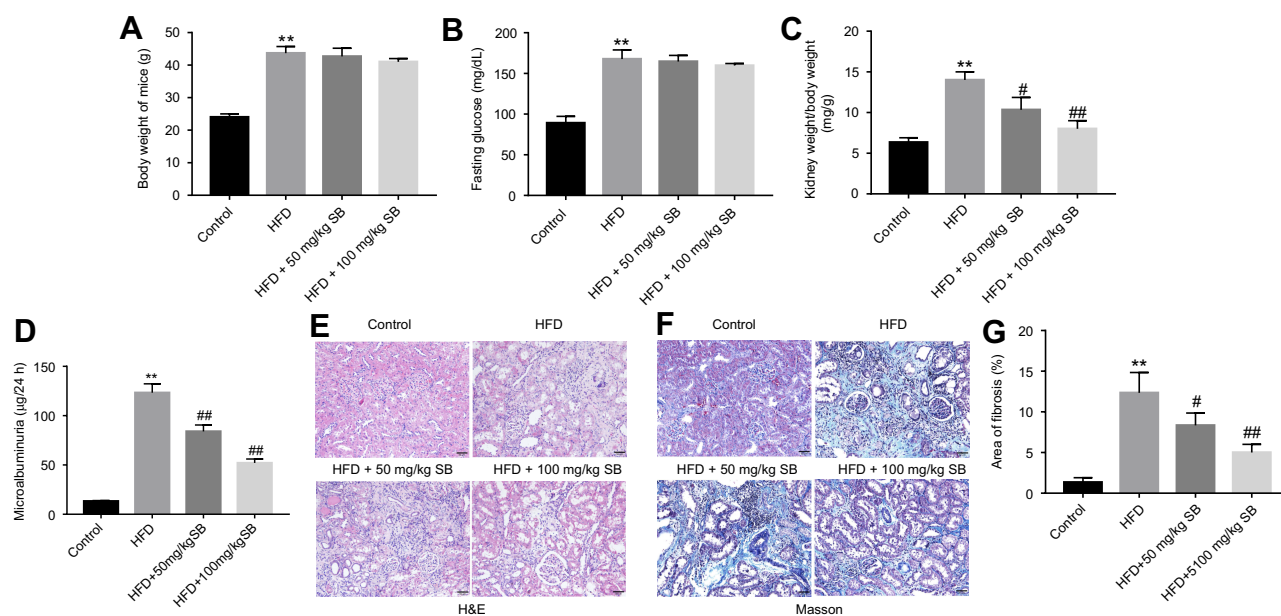 A
Body weight of mice (g)
50
40
30
20
10
0
**
Control
HFD
HFD + 50 mg/kg SB
HFD + 100 mg/kg SB
B
Fasting glucose (mg/dL)
200
150
100
50
0
**
Control
HFD
HFD + 50 mg/kg SB
HFD + 100 mg/kg SB
C
Kidney weight/body weight
(mg/g)
20
15
10
5
0
**
#
##
Control
HFD
HFD + 50 mg/kg SB
HFD + 100 mg/kg SB
D
Microalbuminuria (µg/24 h)
150
100
50
0
**
##
##
Control
HFD
HFD+50mg/kgSB
HFD+100mg/kgSB
E
Control
HFD
HFD + 50 mg/kg SB
HFD + 100 mg/kg SB
H&E
F
Control
HFD
HFD + 50 mg/kg SB
HFD + 100 mg/kg SB
Masson
G
Area of fibrosis (%)
20
15
10
5
0
**
#
##
Control
HFD
HFD+50 mg/kg SB
HFD+5100 mg/kg SB